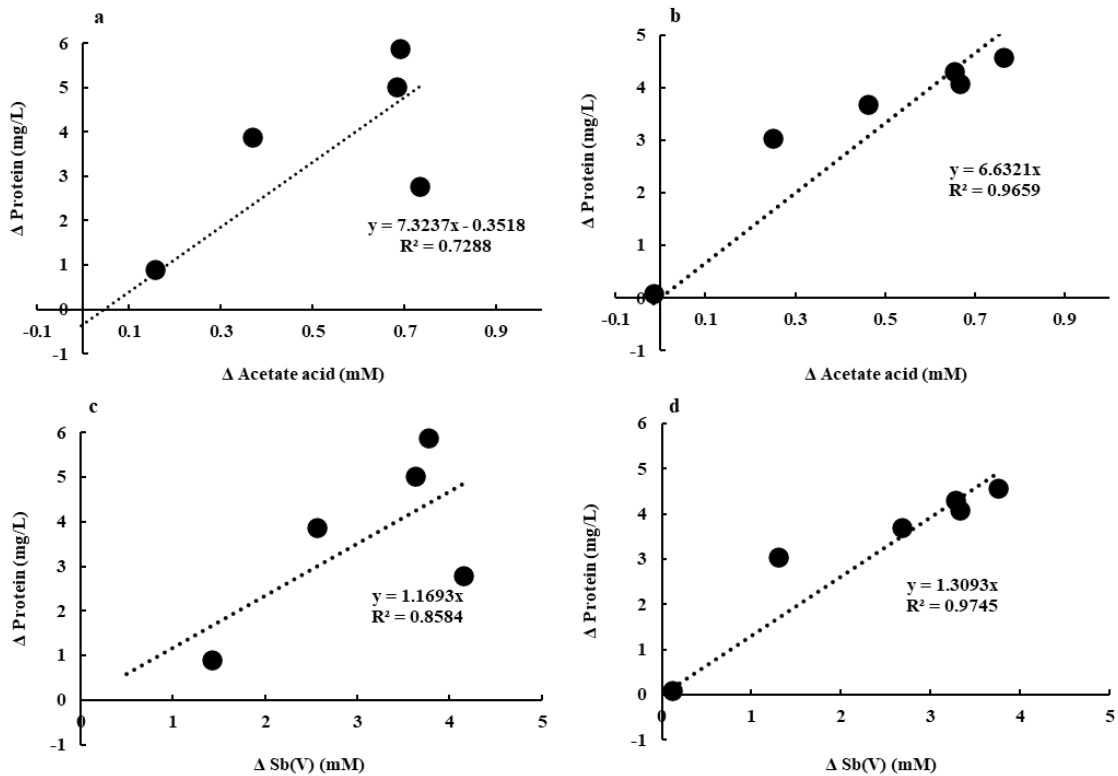 a
6
5
4
3
2
1
0
-1
-0.1
0.1
0.3
0.5
0.7
0.9
Δ Protein (mg/L)
y = 7.3237x - 0.3518
R² = 0.7288
Δ Acetate acid (mM)
b
5
4
3
2
1
0
-1
-0.1
0.1
0.3
0.5
0.7
0.9
Δ Protein (mg/L)
y = 6.6321x
R² = 0.9659
Δ Acetate acid (mM)
c
6
5
4
3
2
1
0
-1
0
1
2
3
4
5
Δ Protein (mg/L)
y = 1.1693x
R² = 0.8584
Δ Sb(V) (mM)
d
6
5
4
3
2
1
0
-1
0
1
2
3
4
5
Δ Protein (mg/L)
y = 1.3093x
R² = 0.9745
Δ Sb(V) (mM)